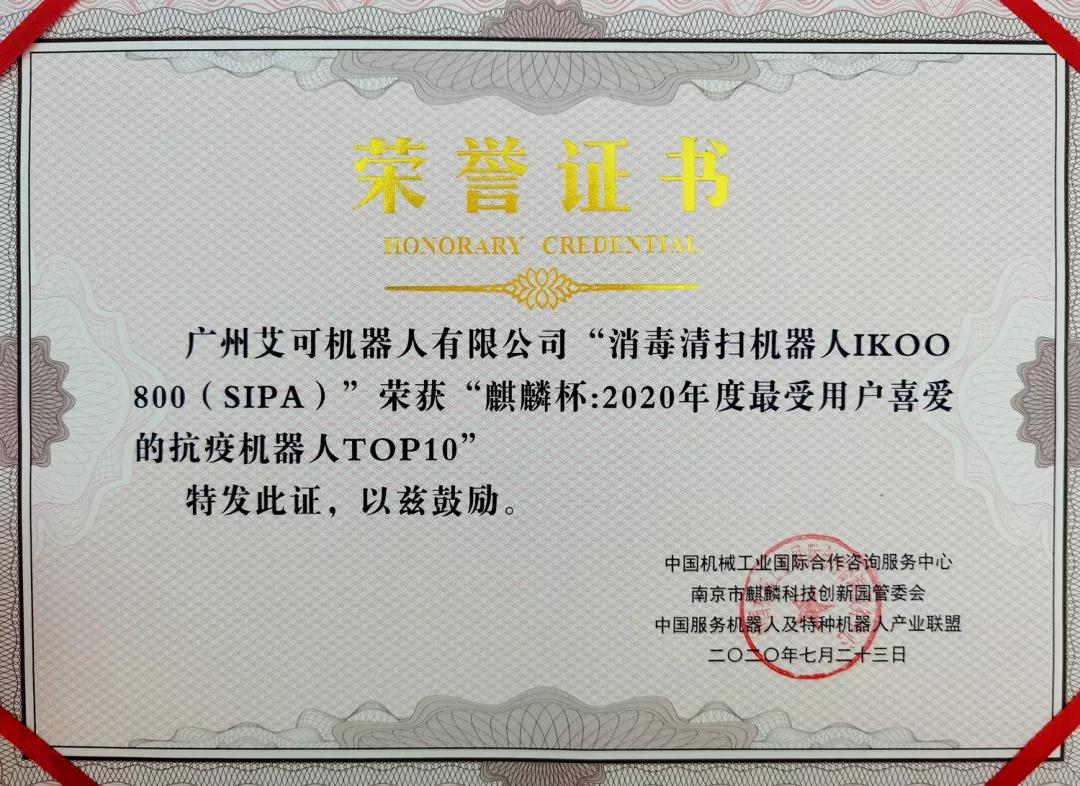 荣誉证书
HONORARY CREDENTIAL
广州艾可机器人有限公司“消毒清扫机器人IKOO
800（SIPA）”荣获“麒麟杯:2020年度最受用户喜爱
的抗疫机器人TOP10”
特发此证，以兹鼓励。
中国机械工业国际合作咨询服务中心
南京市麒麟科技创新园管委会
中国服务机器人及特种机器人产业联盟
二〇二〇年七月二十三日